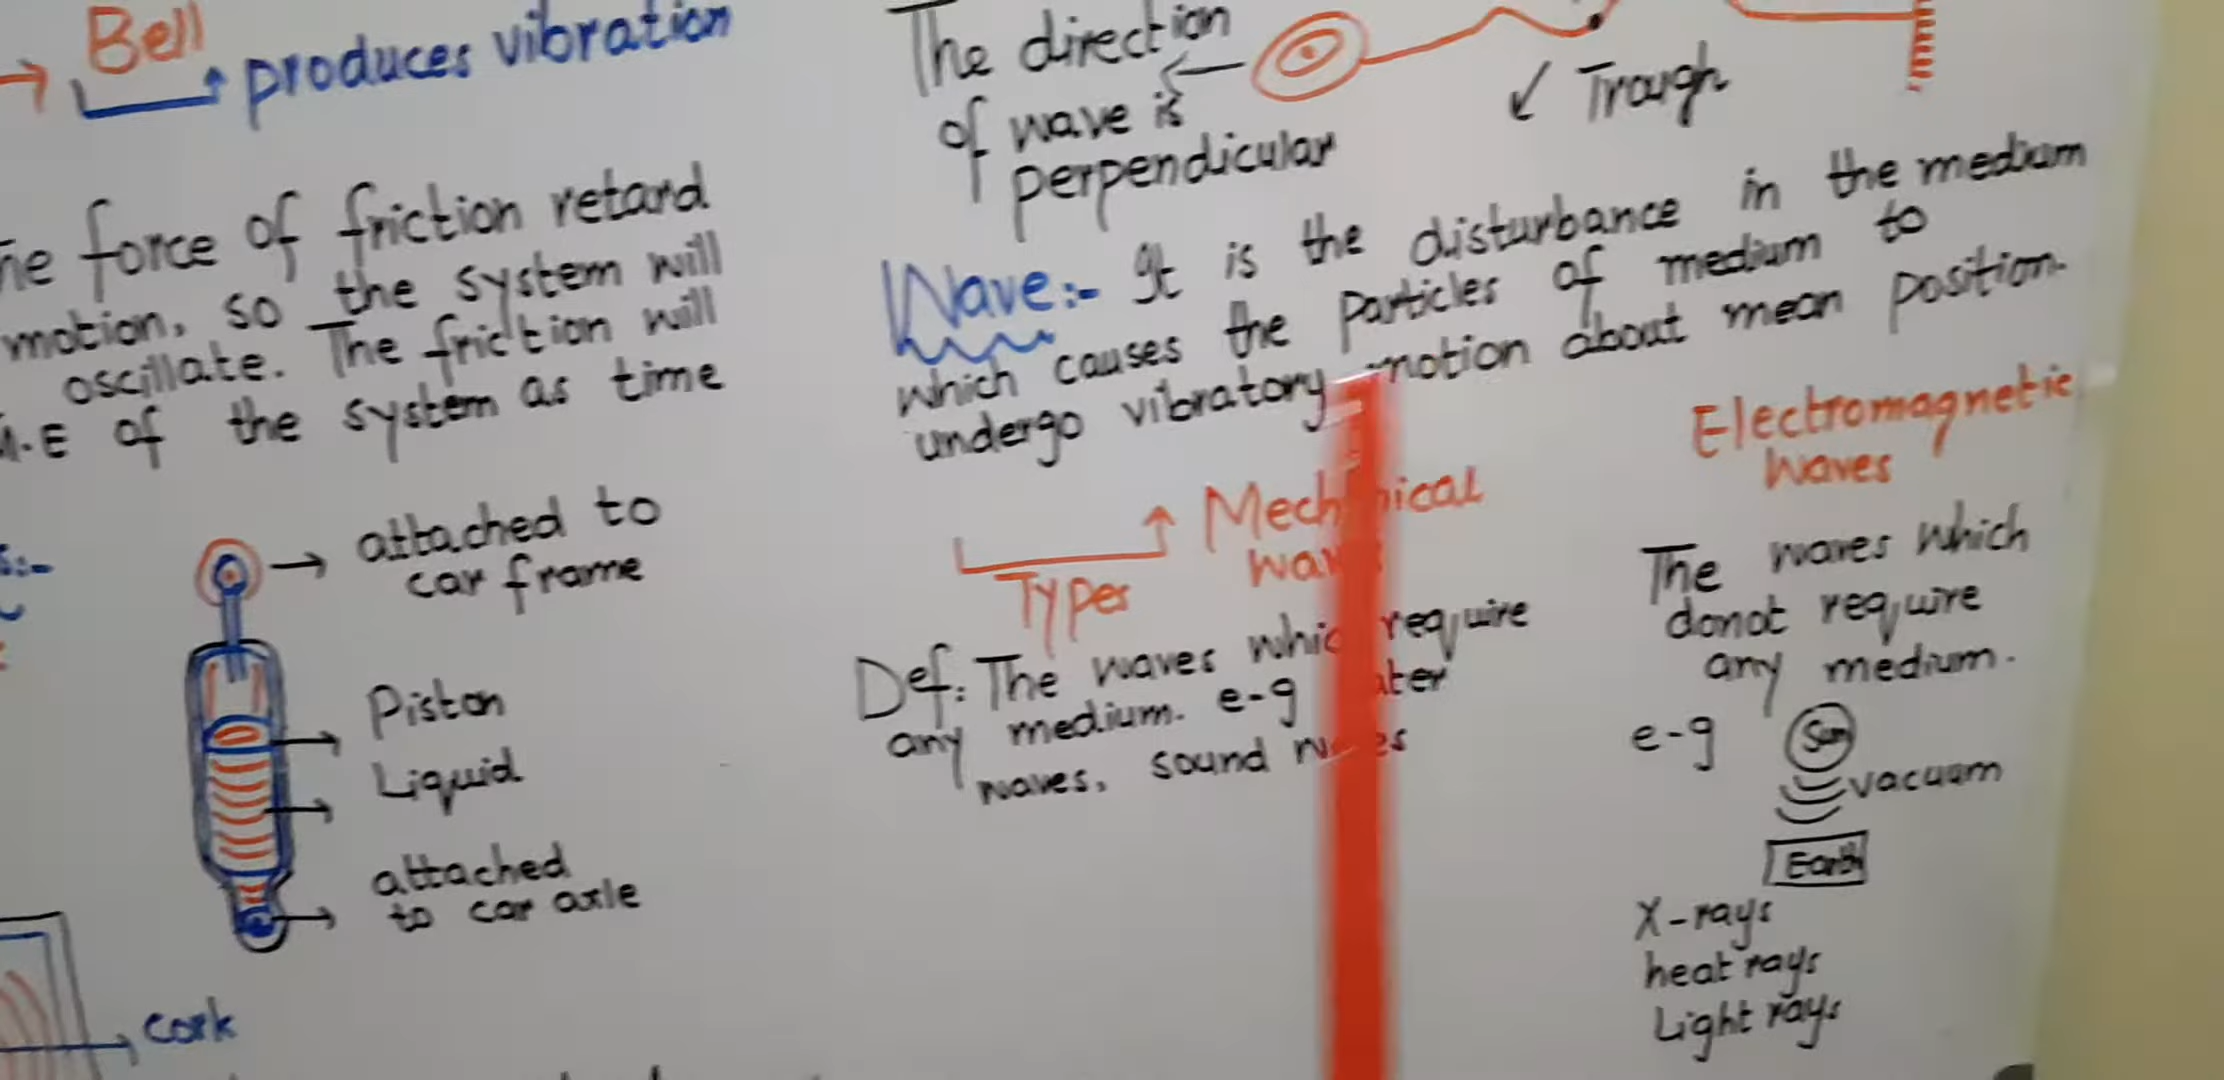 Bell
produces vibration
force of friction retard
motion, so the system will
oscillate. The friction will
of the system as time
attached to
car frame
Piston
Liquid
attached
to car axle
cork
The direction
of wave is
perpendicular
Trough
Wave:- It is the disturbance in the medium
which causes the particles of medium to
undergo vibratory motion about mean position.
Types
Def: The waves require
any medium. e-g
waves, sound
Electromagnetic
Waves
The waves which
donot require
any medium.
e-g Sun
vacuum
Earth
X-rays
heat rays
Light rays